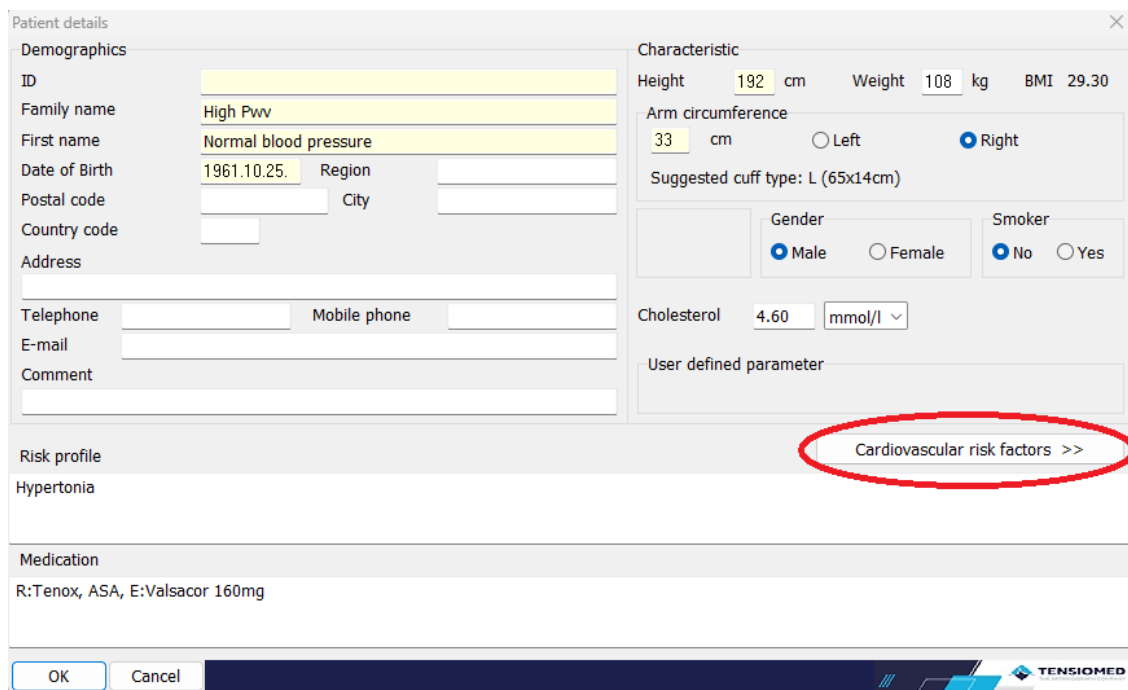 Patient details
Demographics
ID
Family name High Pwv
First name Normal blood pressure
Date of Birth 1961.10.25. Region
Postal code City
Country code
Address
Telephone Mobile phone
E-mail
Comment
Characteristic
Height 192 cm Weight 108 kg BMI 29.30
Arm circumference
33 cm Left Right
Suggested cuff type: L (65x14cm)
Gender
Male Female
Smoker
No Yes
Cholesterol 4.60 mmol/l
User defined parameter
Cardiovascular risk factors >>
Risk profile
Hypertonia
Medication
R:Tenox, ASA, E:Valsacor 160mg
OK Cancel
TENSIOMED